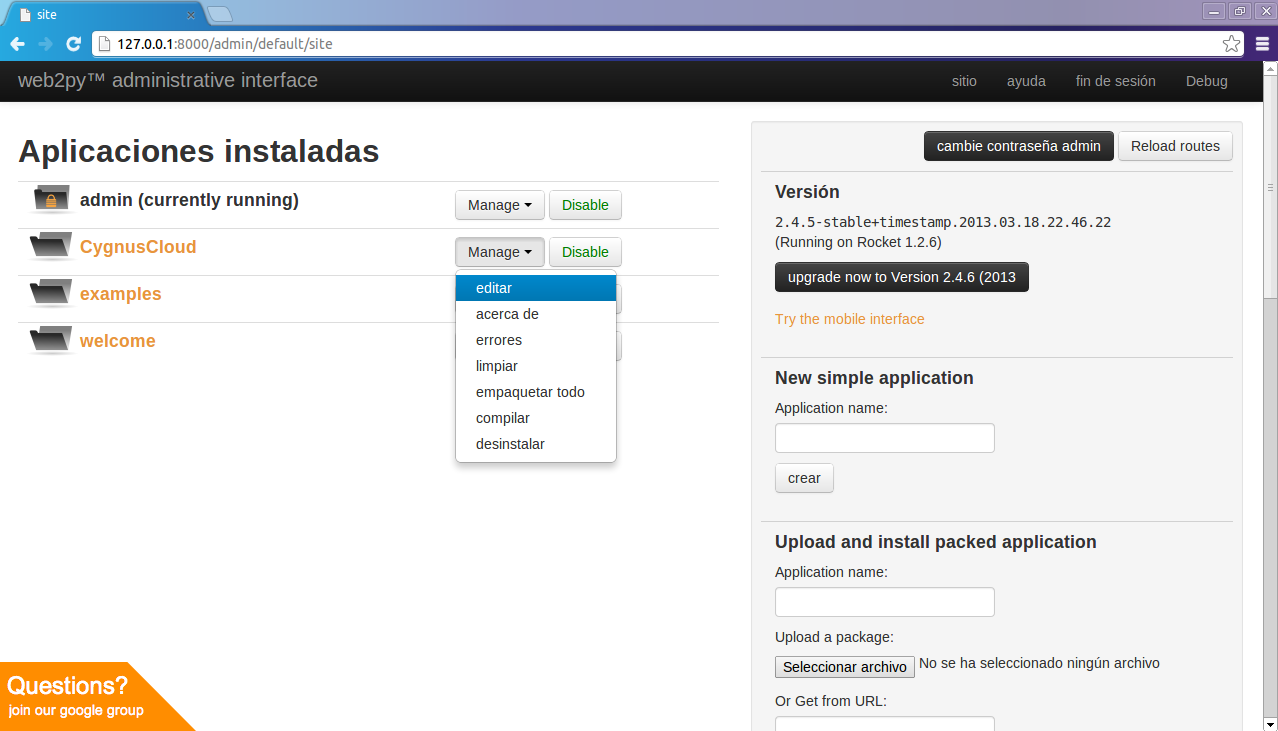 site
127.0.0.1:8000/admin/default/site
web2py™ administrative interface
sitio
ayuda
fin de sesión
Debug
Aplicaciones instaladas
admin (currently running)
Manage
Disable
CygnusCloud
Manage
Disable
examples
welcome
editar
acerca de
errores
limpiar
empaquetar todo
compilar
desinstalar
cambie contraseña admin
Reload routes
Versión
2.4.5-stable+timestamp.2013.03.18.22.46.22
(Running on Rocket 1.2.6)
upgrade now to Version 2.4.6 (2013
Try the mobile interface
New simple application
Application name:
crear
Upload and install packed application
Application name:
Upload a package:
Seleccionar archivo
No se ha seleccionado ningún archivo
Or Get from URL:
Questions?
join our google group